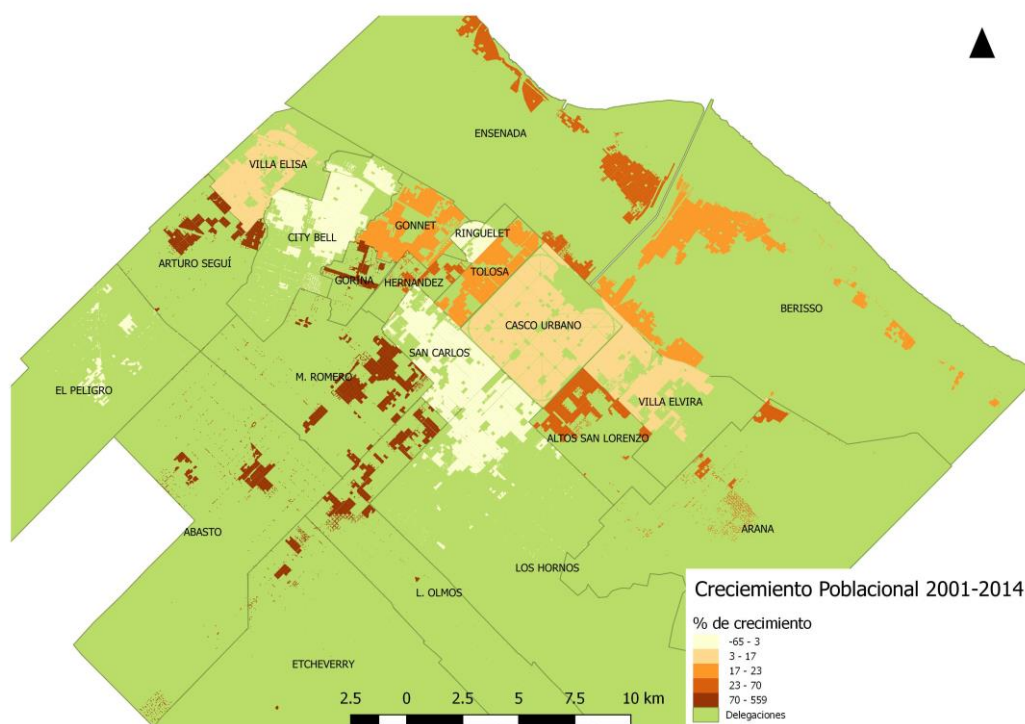 ENSENADA
VILLA ELISA
GONNET
RINGUELET
CITY BELL
ARTURO SEGUÍ
TOLOSA
GORINA
HERNANDEZ
BERISSO
CASCO URBANO
SAN CARLOS
M. ROMERO
EL PELIGRO
VILLA ELVIRA
ALTOS SAN LORENZO
ABASTO
ARANA
LOS HORNOS
L. OLMOS
ETCHEVERRY
Creciemiento Poblacional 2001-2014
% de crecimiento
-65 - 3
3 - 17
17 - 23
23 - 70
70 - 559
Delegaciones
2.5 0 2.5 5 7.5 10 km